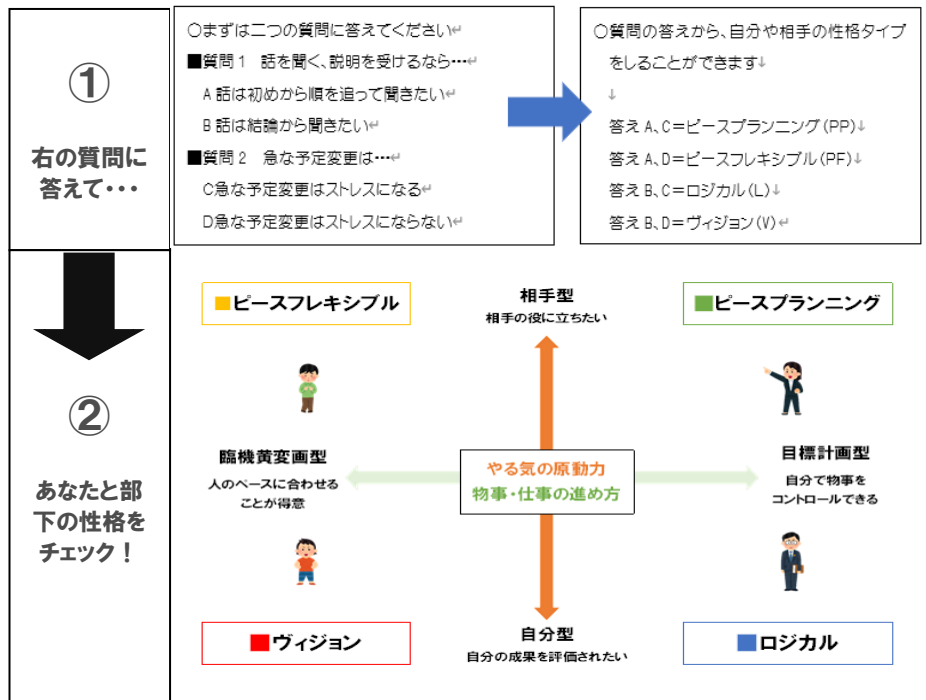 ①
右の質問に
答えて・・・
〇まずは二つの質問に答えてください↵
■質問1 話を聞く、説明を受けるなら…↵
A 話は初めから順を追って聞きたい↵
B 話は結論から聞きたい↵
■質問2 急な予定変更は…↵
C急な予定変更はストレスになる↵
D急な予定変更はストレスにならない↵
〇質問の答えから、自分や相手の性格タイプ
をしることができます↓
↓
答え A、C=ピースプランニング(PP)↓
答え A、D=ピースフレキシブル(PF)↓
答え B、C=ロジカル(L)↓
答え B、D=ヴィジョン(V)↵
②
あなたと部
下の性格を
チェック!
■ピースフレキシブル
相手型
相手の役に立ちたい
■ピースプランニング
臨機黄変画型
人のペースに合わせる
ことが得意
やる気の原動力
物事・仕事の進め方
目標計画型
自分で物事を
コントロールできる
■ヴィジョン
自分型
自分の成果を評価されたい
■ロジカル